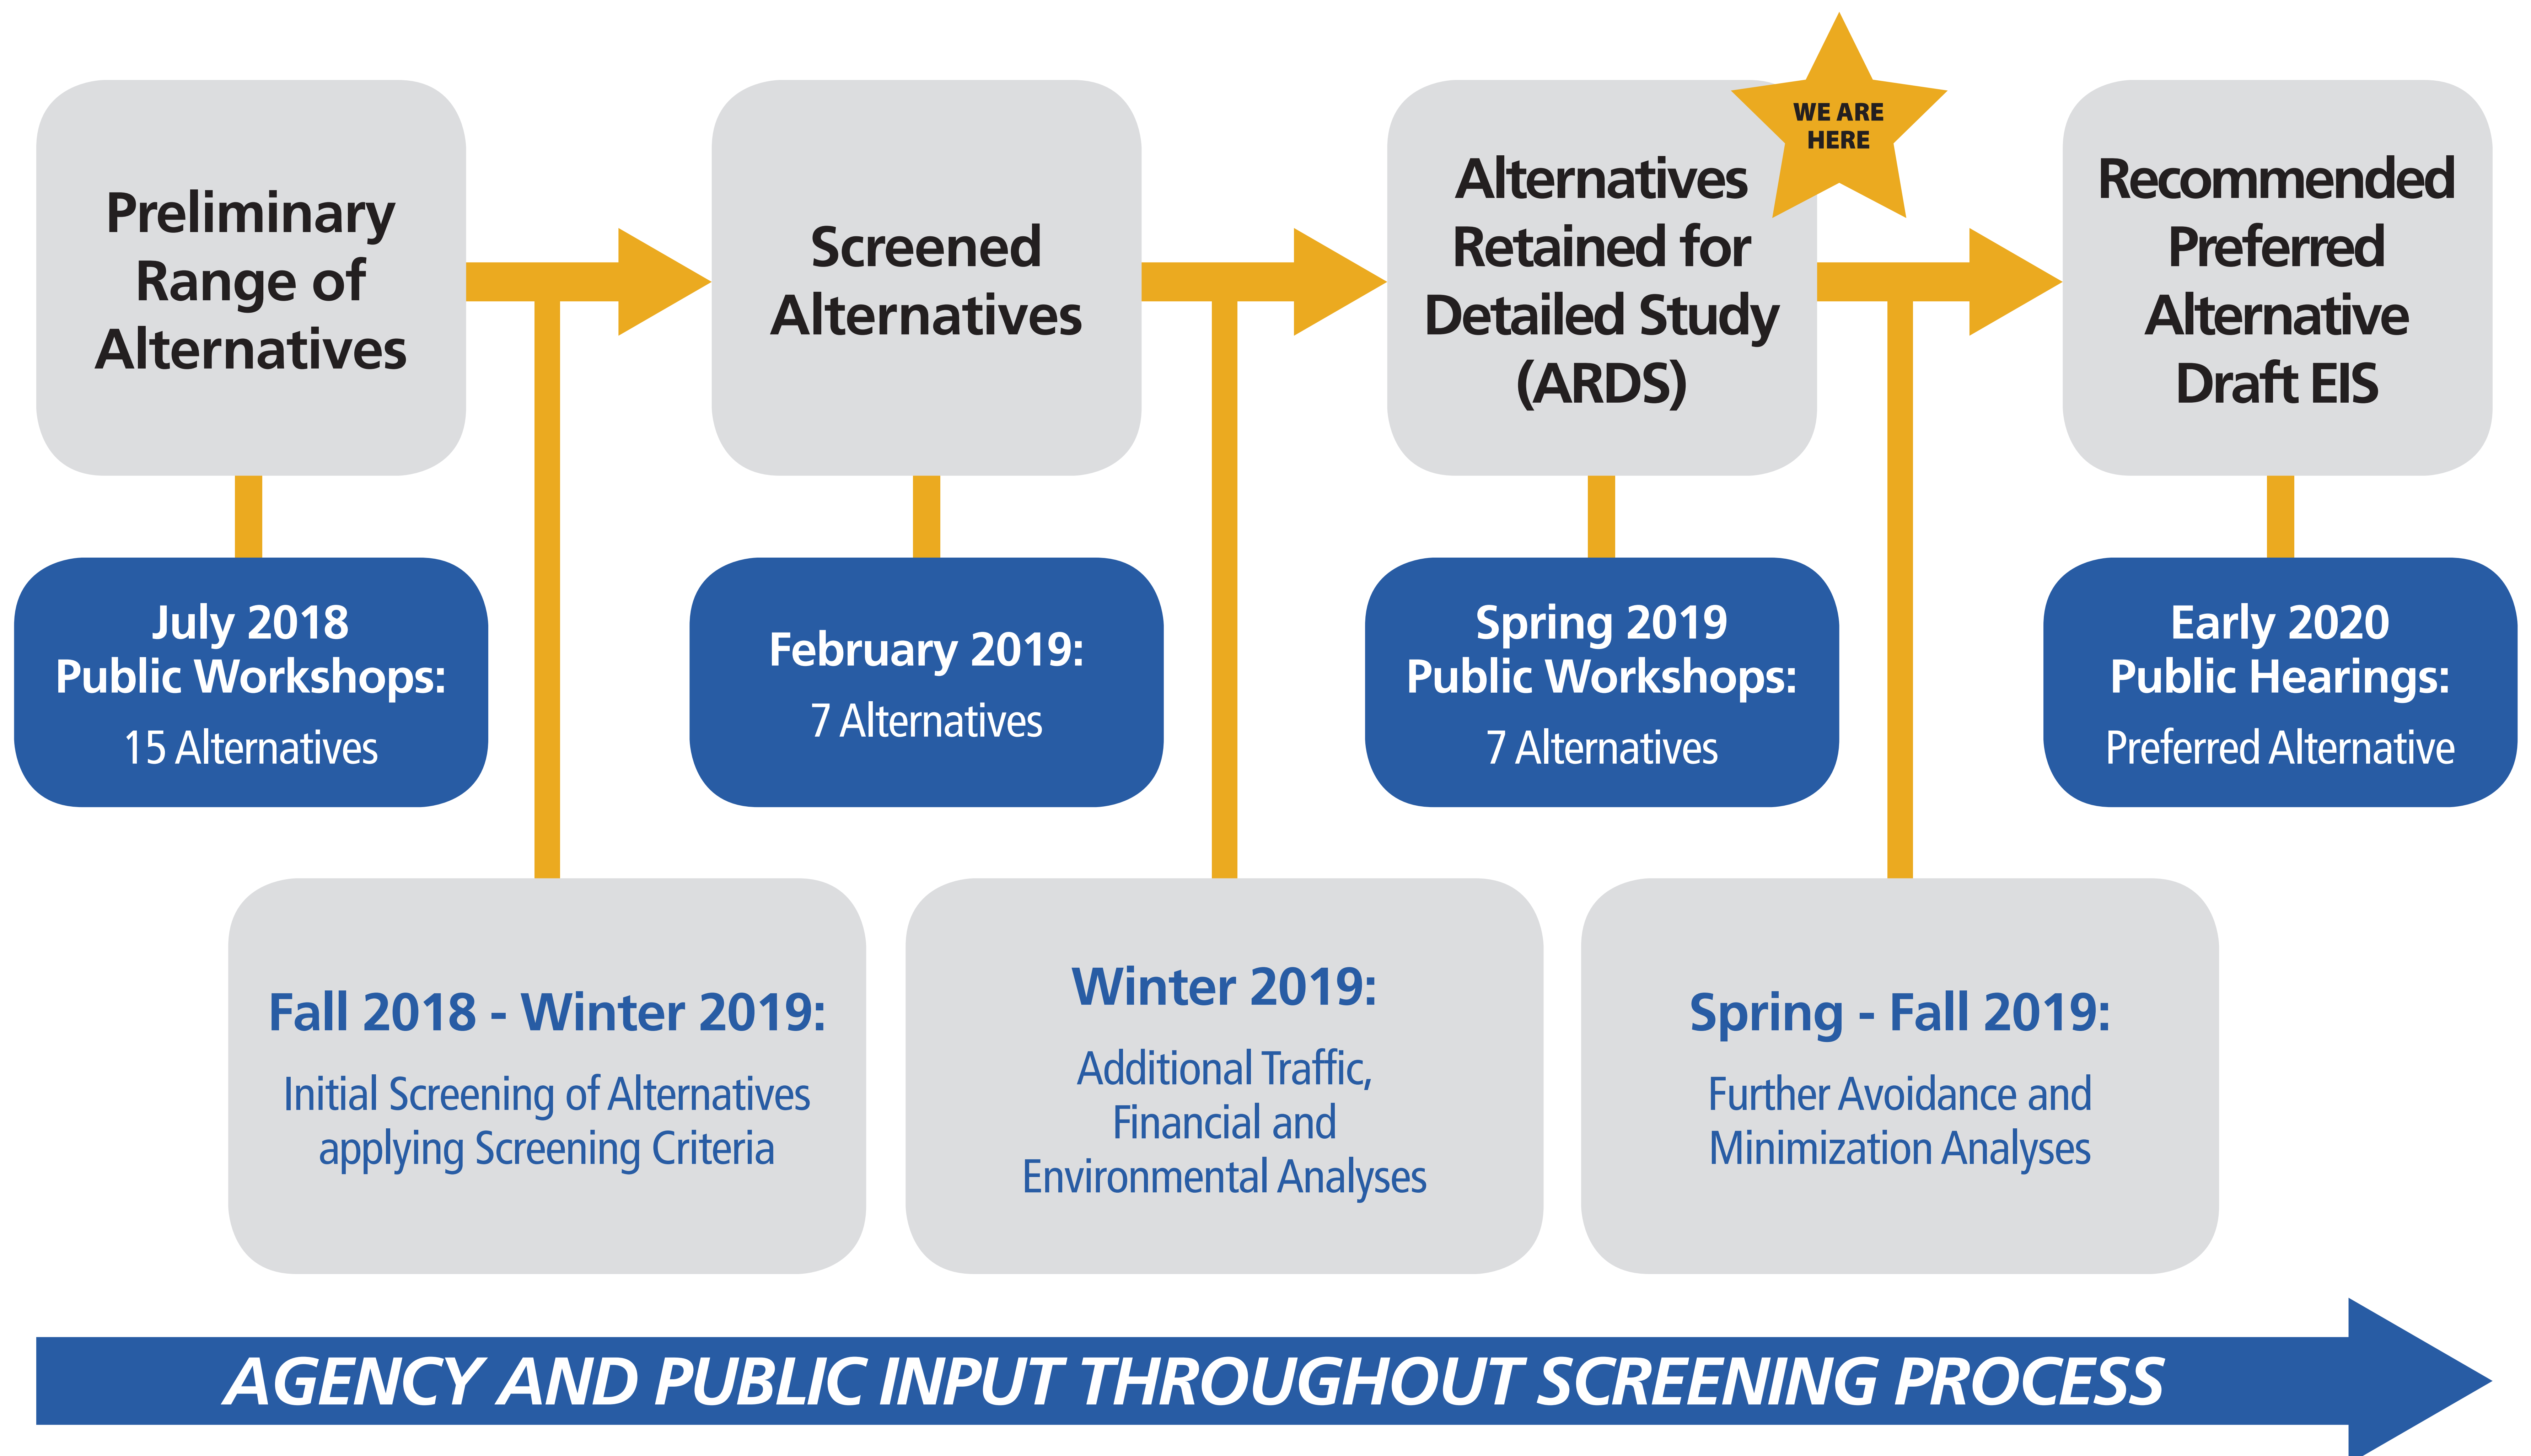 WE ARE
HERE
Preliminary
Range of
Alternatives
Screened
Alternatives
Alternatives
Retained for
Detailed Study
(ARDS)
Recommended
Preferred
Alternative
Draft EIS
July 2018
Public Workshops:
15 Alternatives
February 2019:
7 Alternatives
Spring 2019
Public Workshops:
7 Alternatives
Early 2020
Public Hearings:
Preferred Alternative
Fall 2018 - Winter 2019:
Initial Screening of Alternatives
applying Screening Criteria
Winter 2019:
Additional Traffic,
Financial and
Environmental Analyses
Spring - Fall 2019:
Further Avoidance and
Minimization Analyses
AGENCY AND PUBLIC INPUT THROUGHOUT SCREENING PROCESS